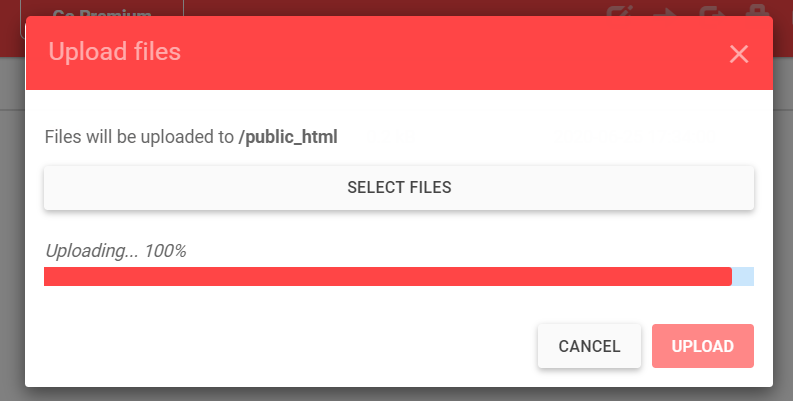 Go Premium
Upload files
Files will be uploaded to /public_html
SELECT FILES
Uploading... 100%
CANCEL
UPLOAD